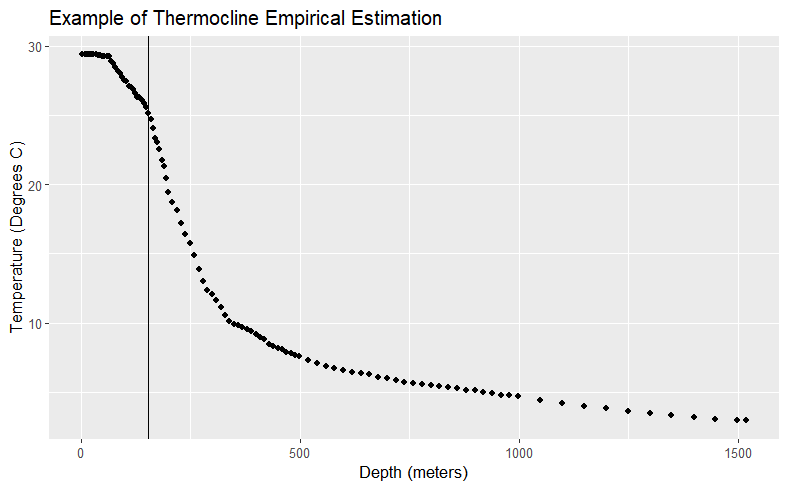 Example of Thermocline Empirical Estimation
30
20
10
Temperature (Degrees C)
0
500
1000
1500
Depth (meters)